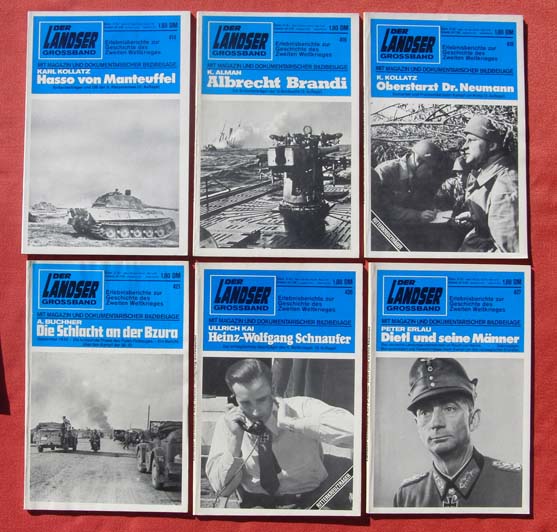 DER
LANDSER
GROSSBAND
1,80 DM
Erlebnisberichte zur
Geschichte des
Zweiten Weltkrieges
MIT MAGAZIN UND DOKUMENTARISCHER BILDBEILAGE
KARL KOLLATZ
Hasso von Manteuffel
DER
LANDSER
GROSSBAND
1,80 DM
Erlebnisberichte zur
Geschichte des
Zweiten Weltkrieges
MIT MAGAZIN UND DOKUMENTARISCHER BILDBEILAGE
K. ALMAN
Albrecht Brandi
DER
LANDSER
GROSSBAND
1,80 DM
Erlebnisberichte zur
Geschichte des
Zweiten Weltkrieges
MIT MAGAZIN UND DOKUMENTARISCHER BILDBEILAGE
K. KOLLATZ
Oberstarzt Dr. Neumann
RITTERKREUZTRÄGER
DER
LANDSER
GROSSBAND
1,80 DM
Erlebnisberichte zur
Geschichte des
Zweiten Weltkrieges
MIT MAGAZIN UND DOKUMENTARISCHER BILDBEILAGE
A. BUCHNER
Die Schlacht an der Bzura
DER
LANDSER
GROSSBAND
1,80 DM
Erlebnisberichte zur
Geschichte des
Zweiten Weltkrieges
MIT MAGAZIN UND DOKUMENTARISCHER BILDBEILAGE
ULLRICH KAI
Heinz-Wolfgang Schnaufer
RITTERKREUZTRÄGER
DER
LANDSER
GROSSBAND
1,80 DM
Erlebnisberichte zur
Geschichte des
Zweiten Weltkrieges
MIT MAGAZIN UND DOKUMENTARISCHER BILDBEILAGE
PETER ERLAU
Dietl und seine Männer